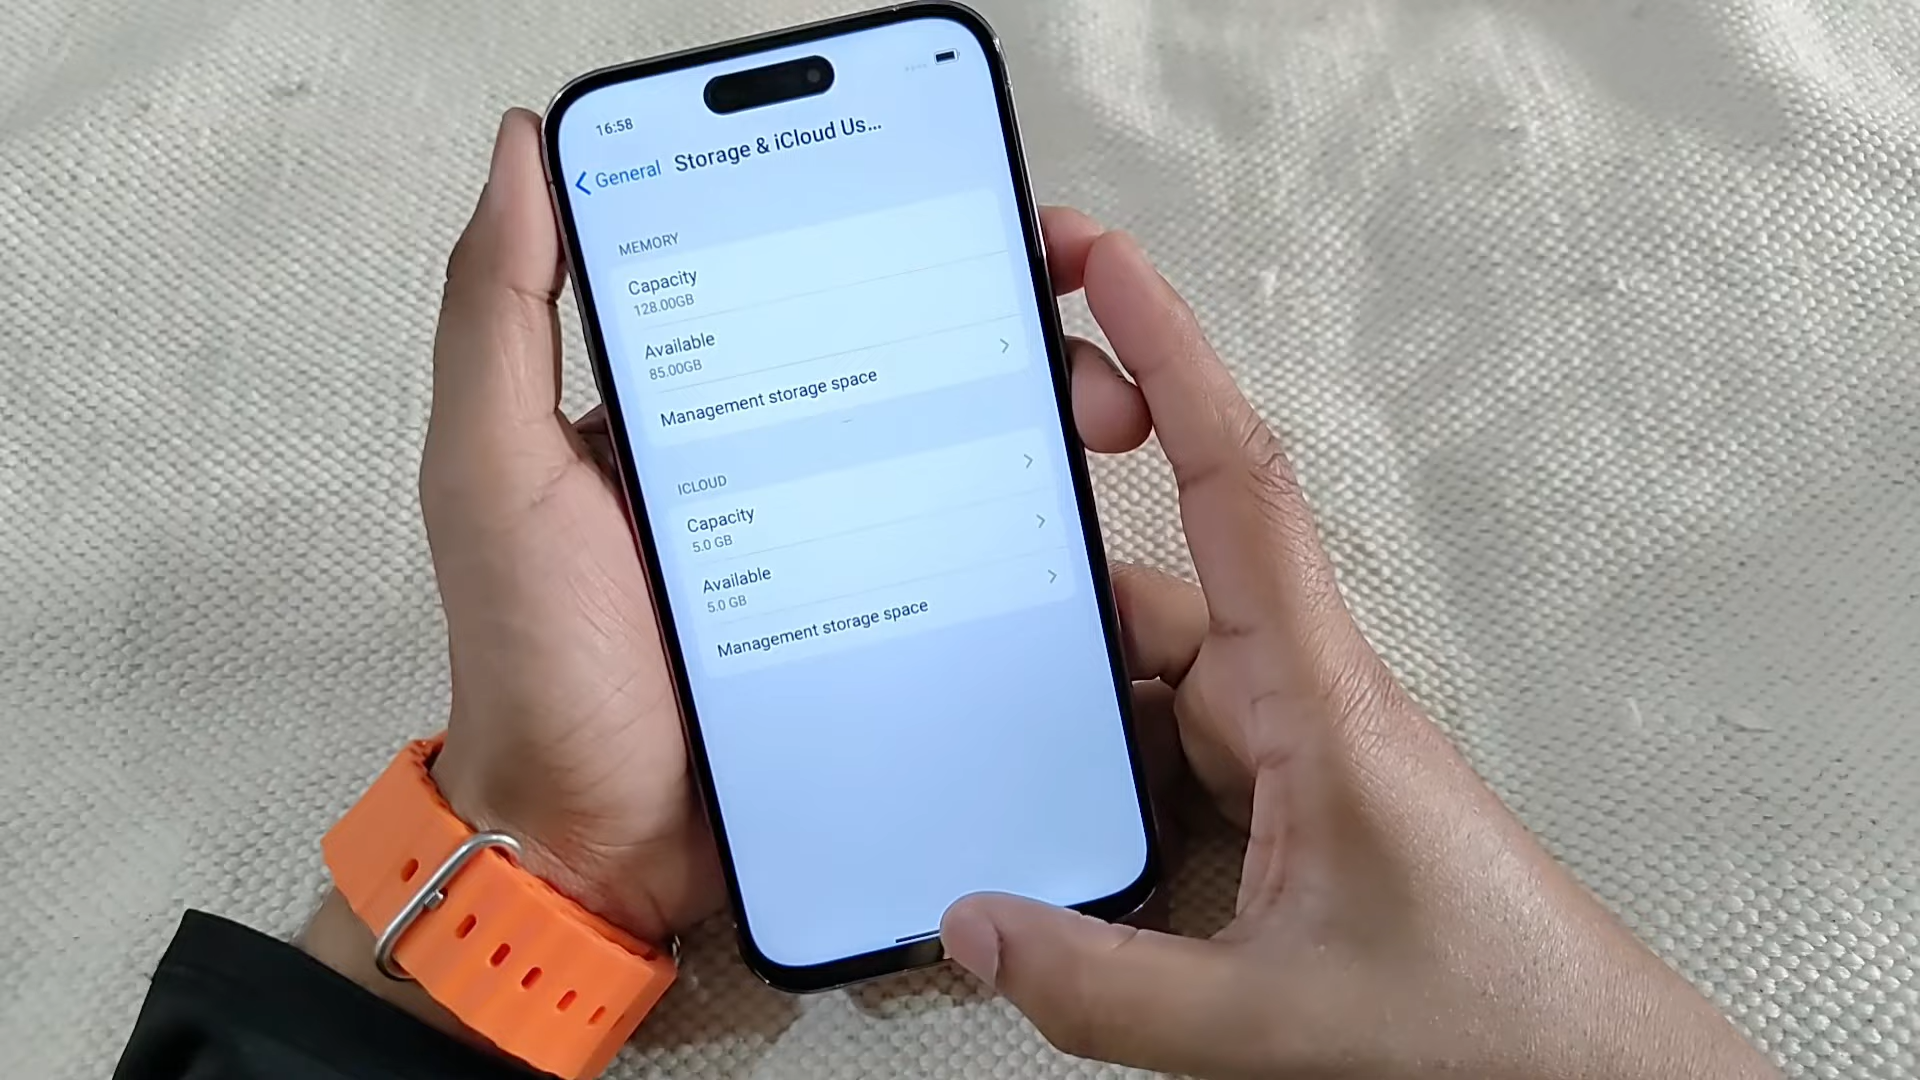 16:58
General
Storage & iCloud Us...
MEMORY
Capacity
128.00GB
Available
85.00GB
Management storage space
ICLOUD
Capacity
5.0 GB
Available
5.0 GB
Management storage space